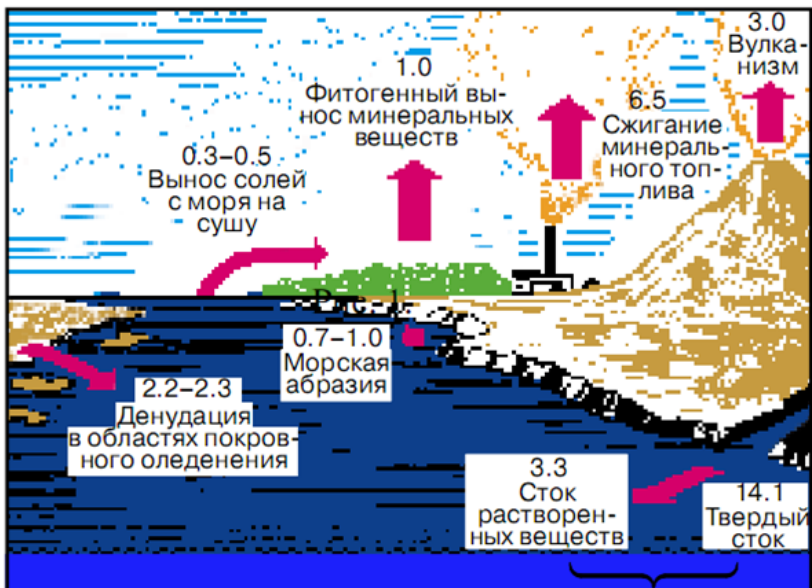 3.0
Вулка-
низм
1.0
Фитогенный вы-
нос минеральных
веществ
6.5
Сжигание
минераль-
ного топ-
лива
0.3–0.5
Вынос солей
с моря на
сушу
Рис. 1
0.7–1.0
Морская
абразия
2.2–2.3
Денудация
в областях покров-
ного оледенения
3.3
Сток
растворен-
ных веществ
14.1
Твердый
сток